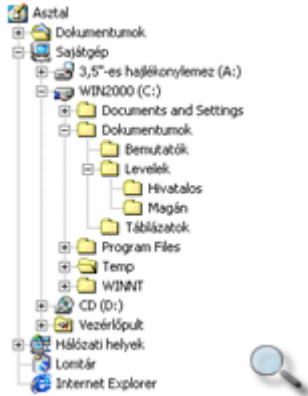 Asztal
Dokumentumok
Sajátgép
3,5"-es hajlékonylemez (A:)
WIN2000 (C:)
Documents and Settings
Dokumentumok
Bemutatók
Levelek
Hivatalos
Magán
Táblázatok
Program Files
Temp
WINNT
CD (D:)
Vezérlőpult
Hálózati helyek
Lomtár
Internet Explorer